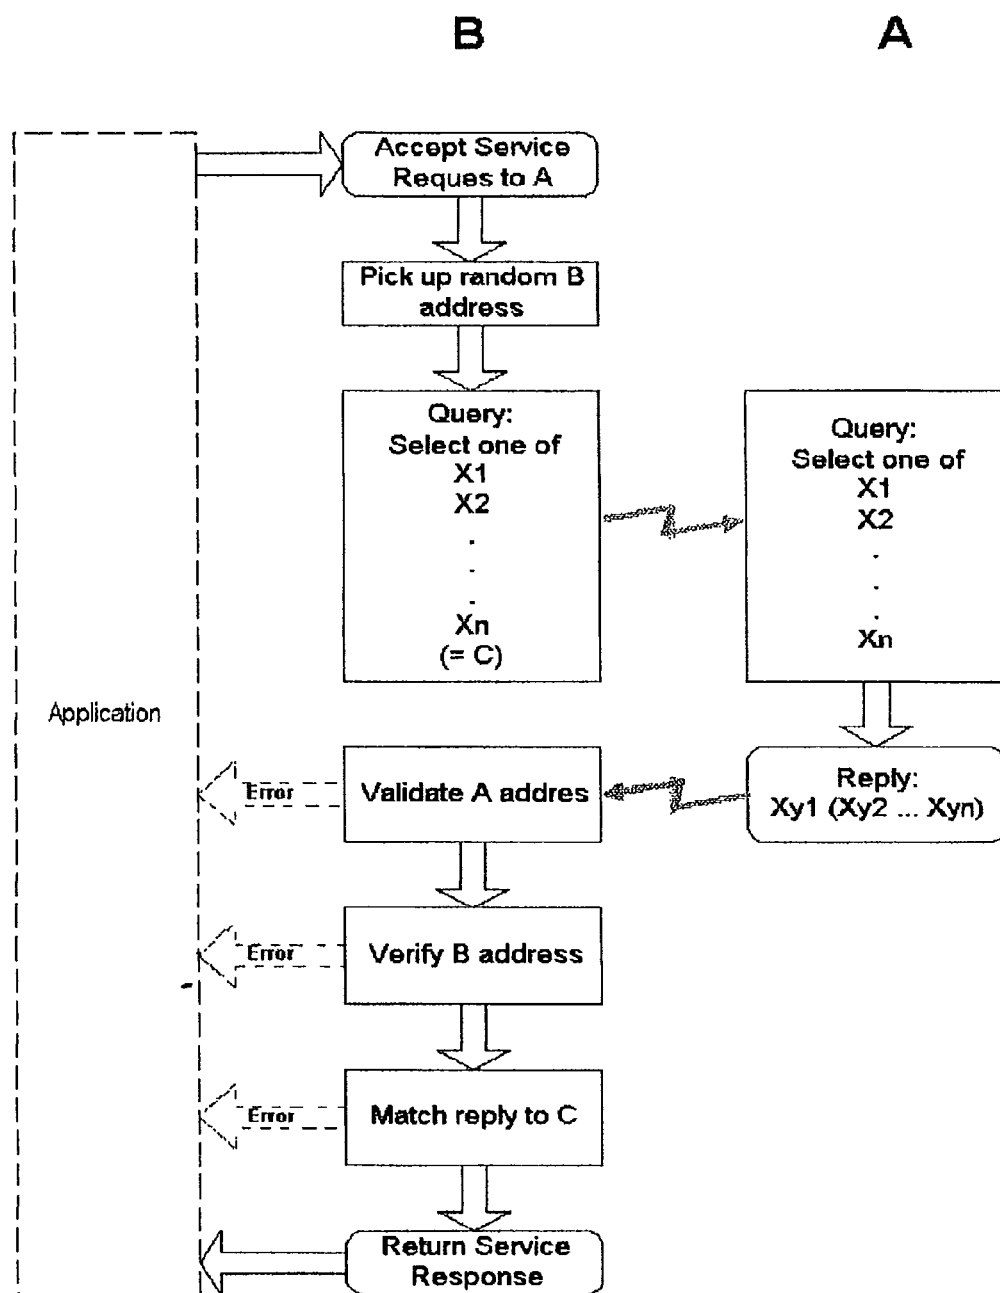 B
A
Accept Service
Reques to A
Pick up random B
address
Query:
Select one of
X1
X2
.
.
.
Xn
(= C)
Query:
Select one of
X1
X2
.
.
.
Xn
Application
Error
Validate A addres
Reply:
Xy1 (Xy2 ... Xyn)
Error
Verify B address
Error
Match reply to C
Return Service
Response